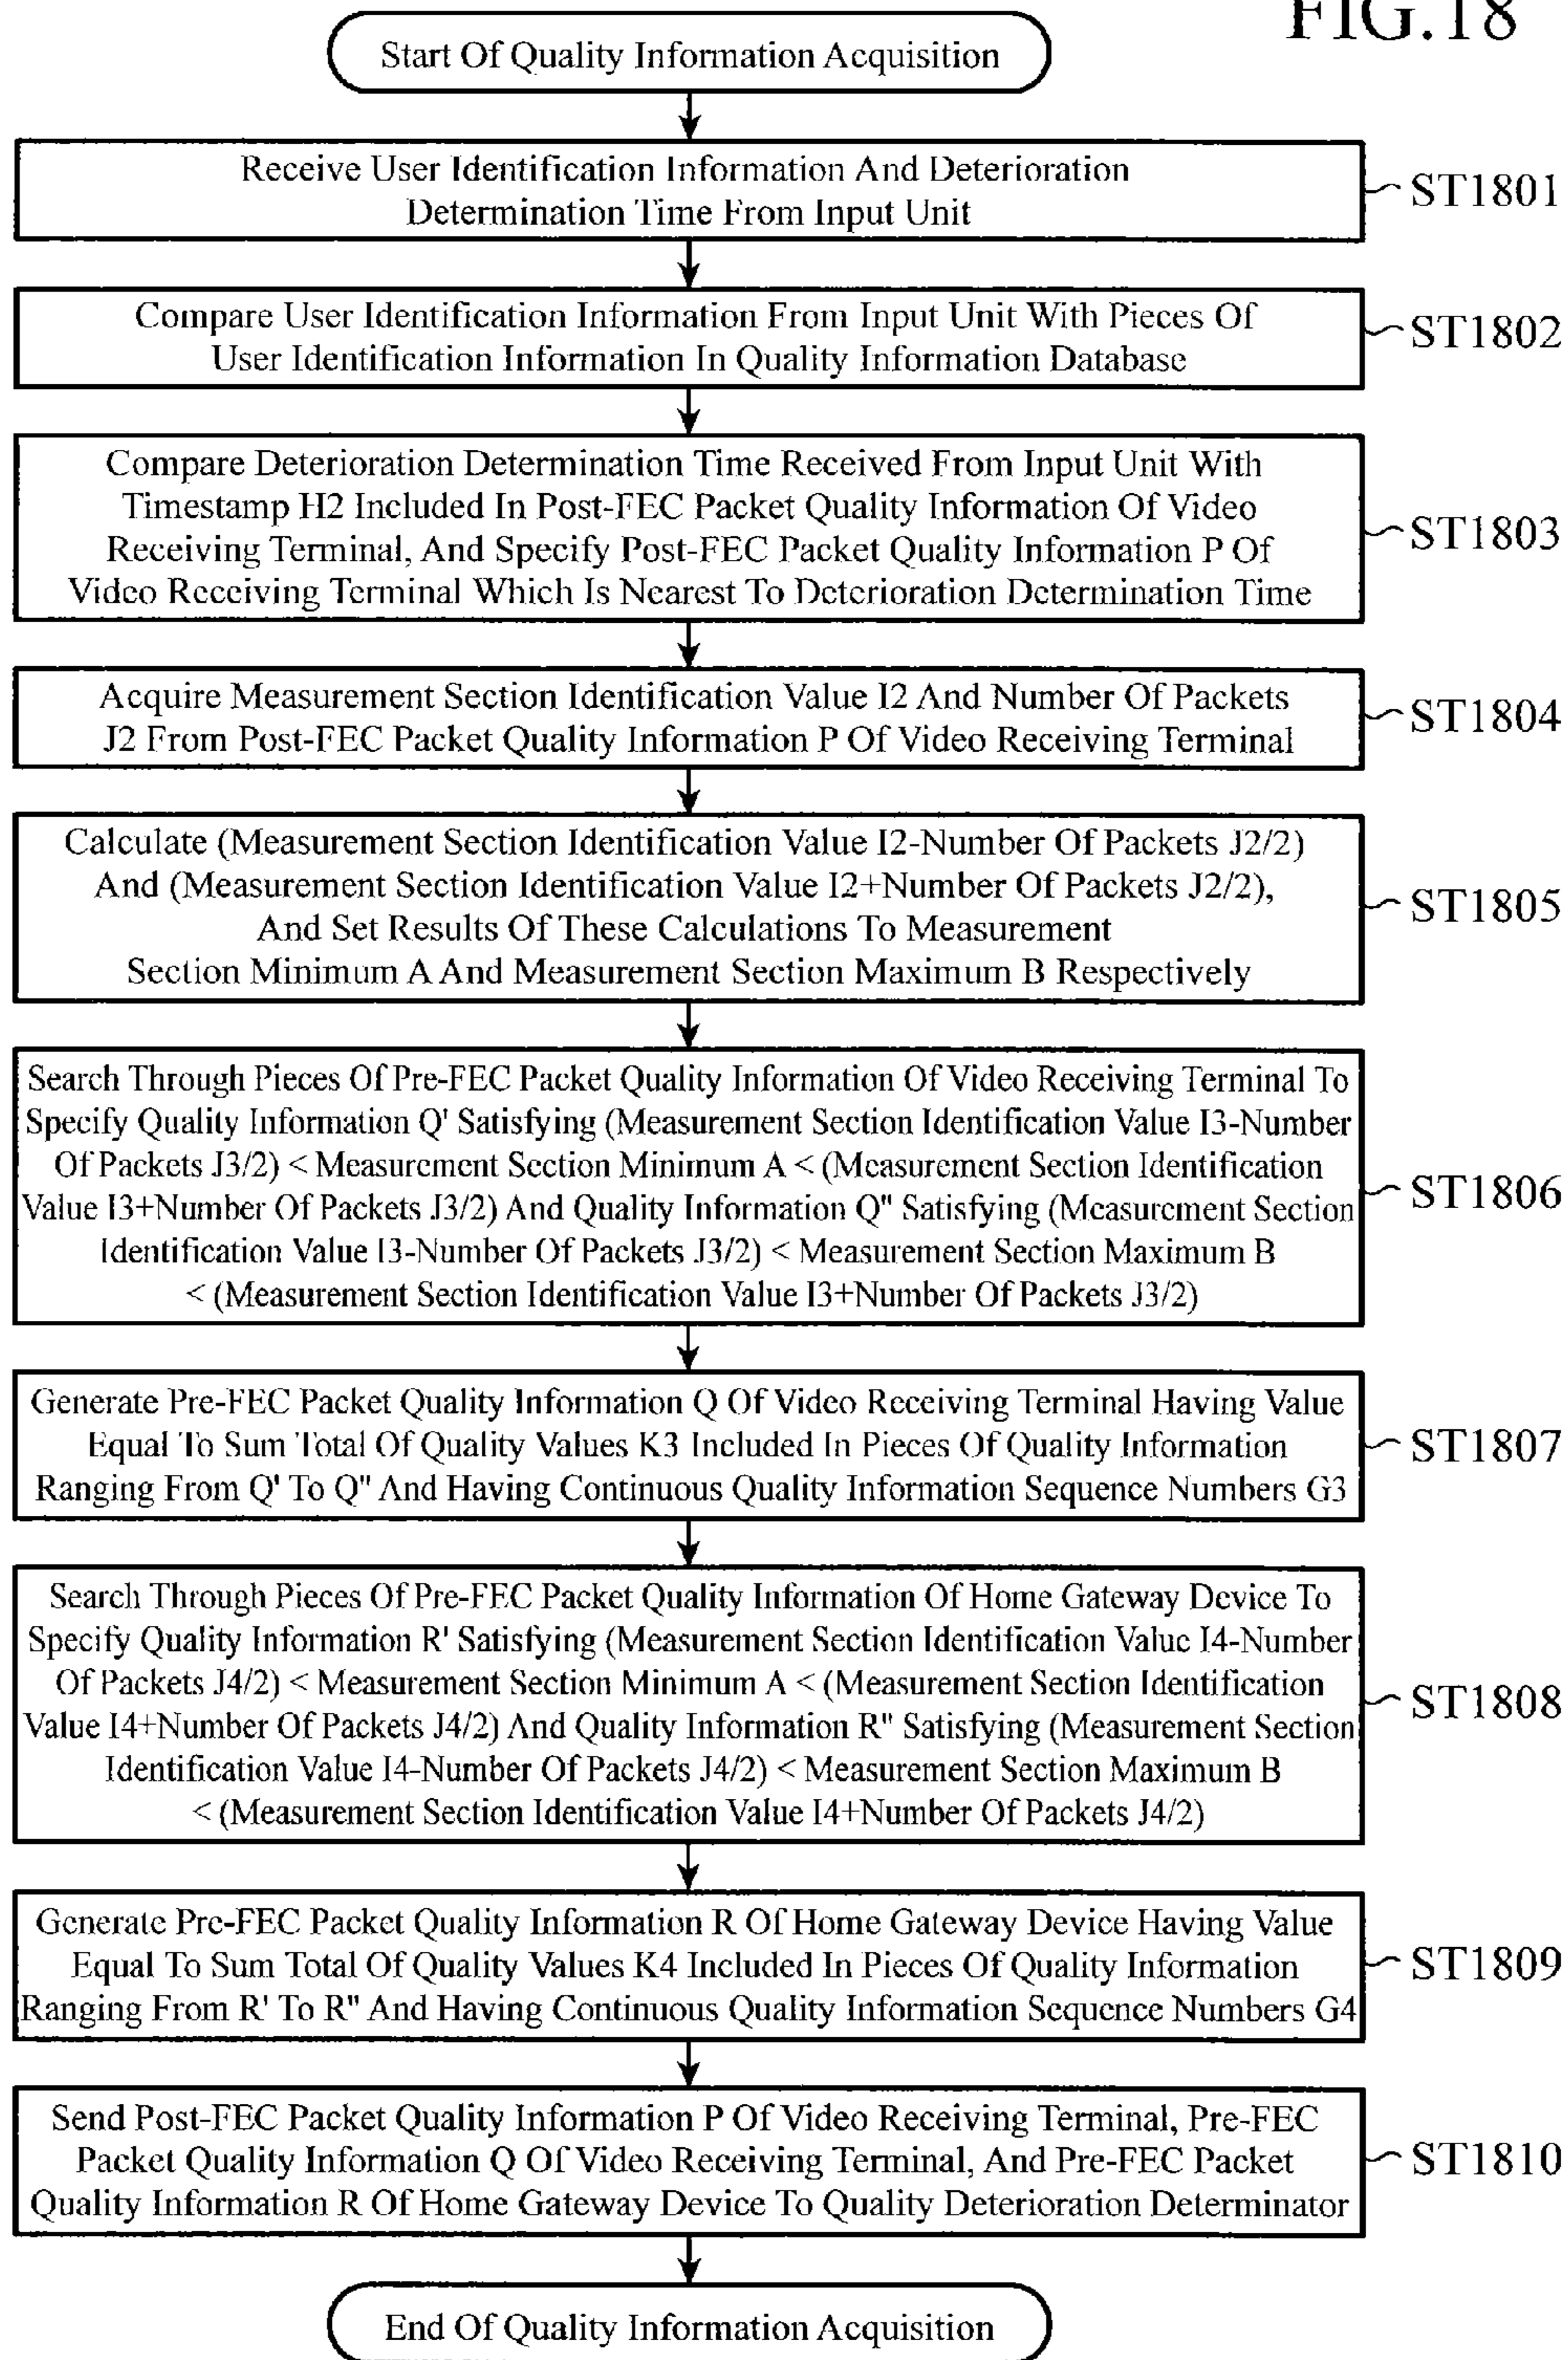 FIG.18
Start Of Quality Information Acquisition
Receive User Identification Information And Deterioration
Determination Time From Input Unit
ST1801
Compare User Identification Information From Input Unit With Pieces Of
User Identification Information In Quality Information Database
ST1802
Compare Deterioration Determination Time Received From Input Unit With
Timestamp H2 Included In Post-FEC Packet Quality Information Of Video
Receiving Terminal, And Specify Post-FEC Packet Quality Information P Of
Video Receiving Terminal Which Is Nearest To Deterioration Determination Time
ST1803
Acquire Measurement Section Identification Value I2 And Number Of Packets
J2 From Post-FEC Packet Quality Information P Of Video Receiving Terminal
ST1804
Calculate (Measurement Section Identification Value I2-Number Of Packets J2/2)
And (Measurement Section Identification Value I2+Number Of Packets J2/2),
And Set Results Of These Calculations To Measurement
Section Minimum A And Measurement Section Maximum B Respectively
ST1805
Search Through Pieces Of Pre-FEC Packet Quality Information Of Video Receiving Terminal To
Specify Quality Information Q' Satisfying (Measurement Section Identification Value I3-Number
Of Packets J3/2) < Measurement Section Minimum A < (Measurement Section Identification
Value I3+Number Of Packets J3/2) And Quality Information Q" Satisfying (Measurement Section
Identification Value I3-Number Of Packets J3/2) < Measurement Section Maximum B
< (Measurement Section Identification Value I3+Number Of Packets J3/2)
ST1806
Generate Pre-FEC Packet Quality Information Q Of Video Receiving Terminal Having Value
Equal To Sum Total Of Quality Values K3 Included In Pieces Of Quality Information
Ranging From Q' To Q" And Having Continuous Quality Information Sequence Numbers G3
ST1807
Search Through Pieces Of Pre-FEC Packet Quality Information Of Home Gateway Device To
Specify Quality Information R' Satisfying (Measurement Section Identification Value I4-Number
Of Packets J4/2) < Measurement Section Minimum A < (Measurement Section Identification
Value I4+Number Of Packets J4/2) And Quality Information R" Satisfying (Measurement Section
Identification Value I4-Number Of Packets J4/2) < Measurement Section Maximum B
< (Measurement Section Identification Value I4+Number Of Packets J4/2)
ST1808
Generate Pre-FEC Packet Quality Information R Of Home Gateway Device Having Value
Equal To Sum Total Of Quality Values K4 Included In Pieces Of Quality Information
Ranging From R' To R" And Having Continuous Quality Information Sequence Numbers G4
ST1809
Send Post-FEC Packet Quality Information P Of Video Receiving Terminal, Pre-FEC
Packet Quality Information Q Of Video Receiving Terminal, And Pre-FEC Packet
Quality Information R Of Home Gateway Device To Quality Deterioration Determinator
ST1810
End Of Quality Information Acquisition